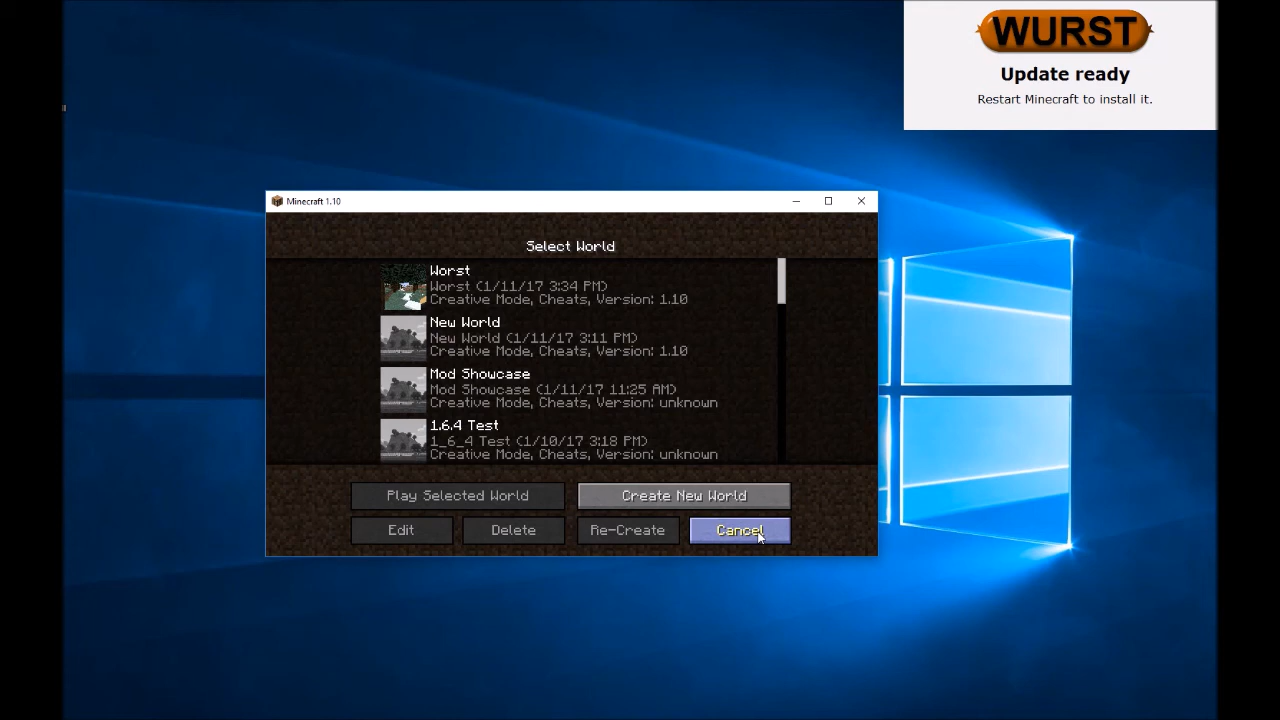 WURST
Update ready
Restart Minecraft to install it.
Minecraft 1.10
Select World
Worst
Worst (1/11/17 3:34 PM)
Creative Mode, Cheats, Version: 1.10
New World
New World (1/11/17 3:11 PM)
Creative Mode, Cheats, Version: 1.10
Mod Showcase
Mod Showcase (1/11/17 11:25 AM)
Creative Mode, Cheats, Version: unknown
1.6.4 Test
1_6_4 Test (1/10/17 3:18 PM)
Creative Mode, Cheats, Version: unknown
Play Selected World
Create New World
Edit
Delete
Re-Create
Cancel